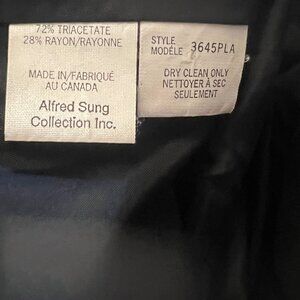 72% TRIACETATE
28% RAYON/RAYONNE
MADE IN/FABRIQUÉ
AU CANADA
Alfred Sung
Collection Inc.
STYLE
MODÈLE 3645PLA
DRY CLEAN ONLY
NETTOYER À SEC
SEULEMENT